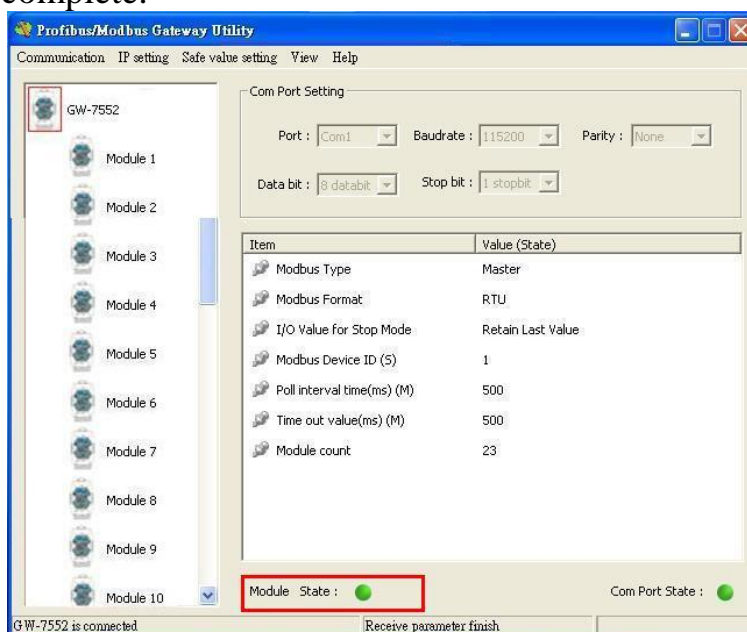 complete.
Profibus/Modbus Gateway Utility
Communication IP setting Safe value setting View Help
GW-7552
Module 1
Module 2
Module 3
Module 4
Module 5
Module 6
Module 7
Module 8
Module 9
Module 10
Com Port Setting
Port : Com1 Baudrate : 115200 Parity : None
Data bit : 8 databit Stop bit : 1 stopbit
Item Value (State)
Modbus Type Master
Modbus Format RTU
I/O Value for Stop Mode Retain Last Value
Modbus Device ID (S) 1
Poll interval time(ms) (M) 500
Time out value(ms) (M) 500
Module count 23
Module State : Com Port State :
GW-7552 is connected Receive parameter finish